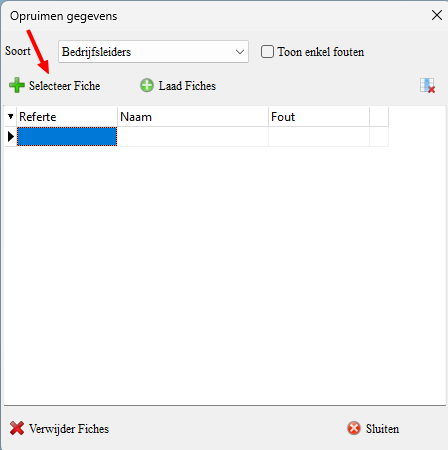 Opruimen gegevens
Soort Bedrijfsleiders Toon enkel fouten
Selecteer Fiche Laad Fiches
Referte Naam Fout
Verwijder Fiches Sluiten